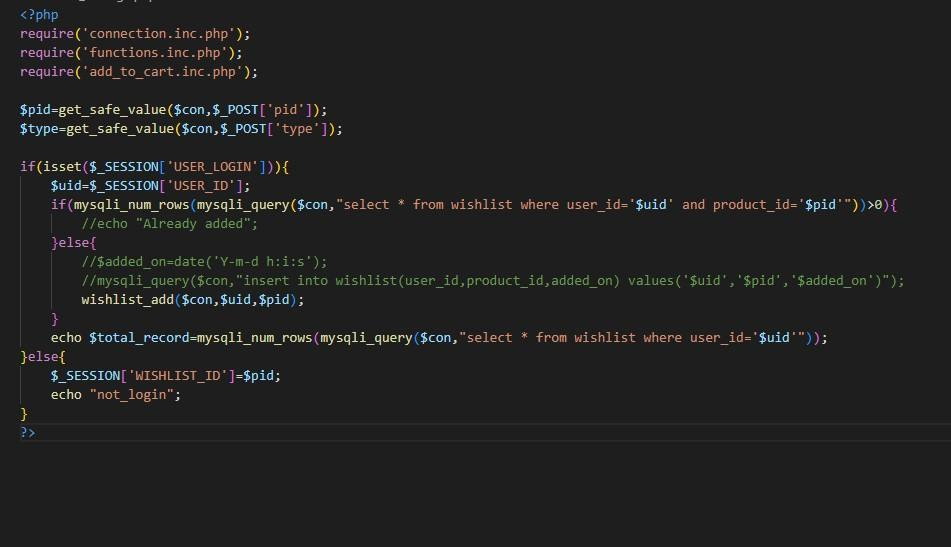 <?php
require('connection.inc.php');
require('functions.inc.php');
require('add_to_cart.inc.php');
$pid=get_safe_value($con,$_POST['pid']);
$type=get_safe_value($con,$_POST['type']);
if(isset($_SESSION['USER_LOGIN'])){
$uid=$_SESSION['USER_ID'];
if(mysqli_num_rows(mysqli_query($con,"select * from wishlist where user_id='$uid' and product_id='$pid'"))>0){
//echo "Already added";
}else{
//$added_on=date('Y-m-d h:i:s');
//mysqli_query($con,"insert into wishlist(user_id,product_id,added_on) values('$uid','$pid','$added_on')");
wishlist_add($con,$uid,$pid);
}
echo $total_record=mysqli_num_rows(mysqli_query($con,"select * from wishlist where user_id='$uid'"));
}else{
$_SESSION['WISHLIST_ID']=$pid;
echo "not_login";
}
?>